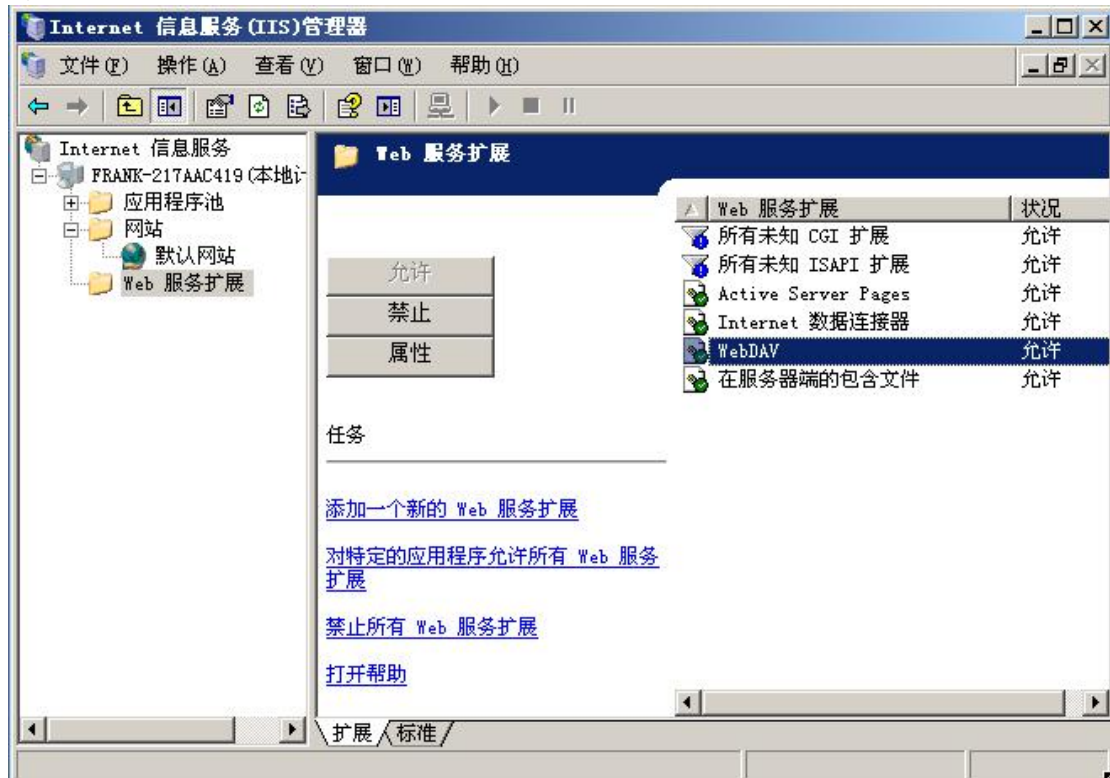 Internet 信息服务(IIS)管理器
文件(F) 操作(A) 查看(V) 窗口(W) 帮助(H)
Internet 信息服务
FRANK-217AAC419(本地计
应用程序池
网站
默认网站
Web 服务扩展
Web 服务扩展
允许
禁止
属性
任务
添加一个新的 Web 服务扩展
对特定的应用程序允许所有 Web 服务
扩展
禁止所有 Web 服务扩展
打开帮助
Web 服务扩展 状况
所有未知 CGI 扩展 允许
所有未知 ISAPI 扩展 允许
Active Server Pages 允许
Internet 数据连接器 允许
WebDAV 允许
在服务器端的包含文件 允许
扩展 标准